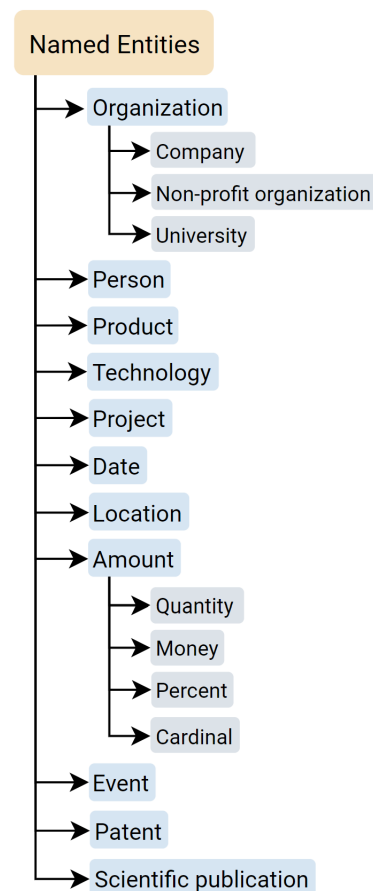 Named Entities
Organization
Company
Non-profit organization
University
Person
Product
Technology
Project
Date
Location
Amount
Quantity
Money
Percent
Cardinal
Event
Patent
Scientific publication